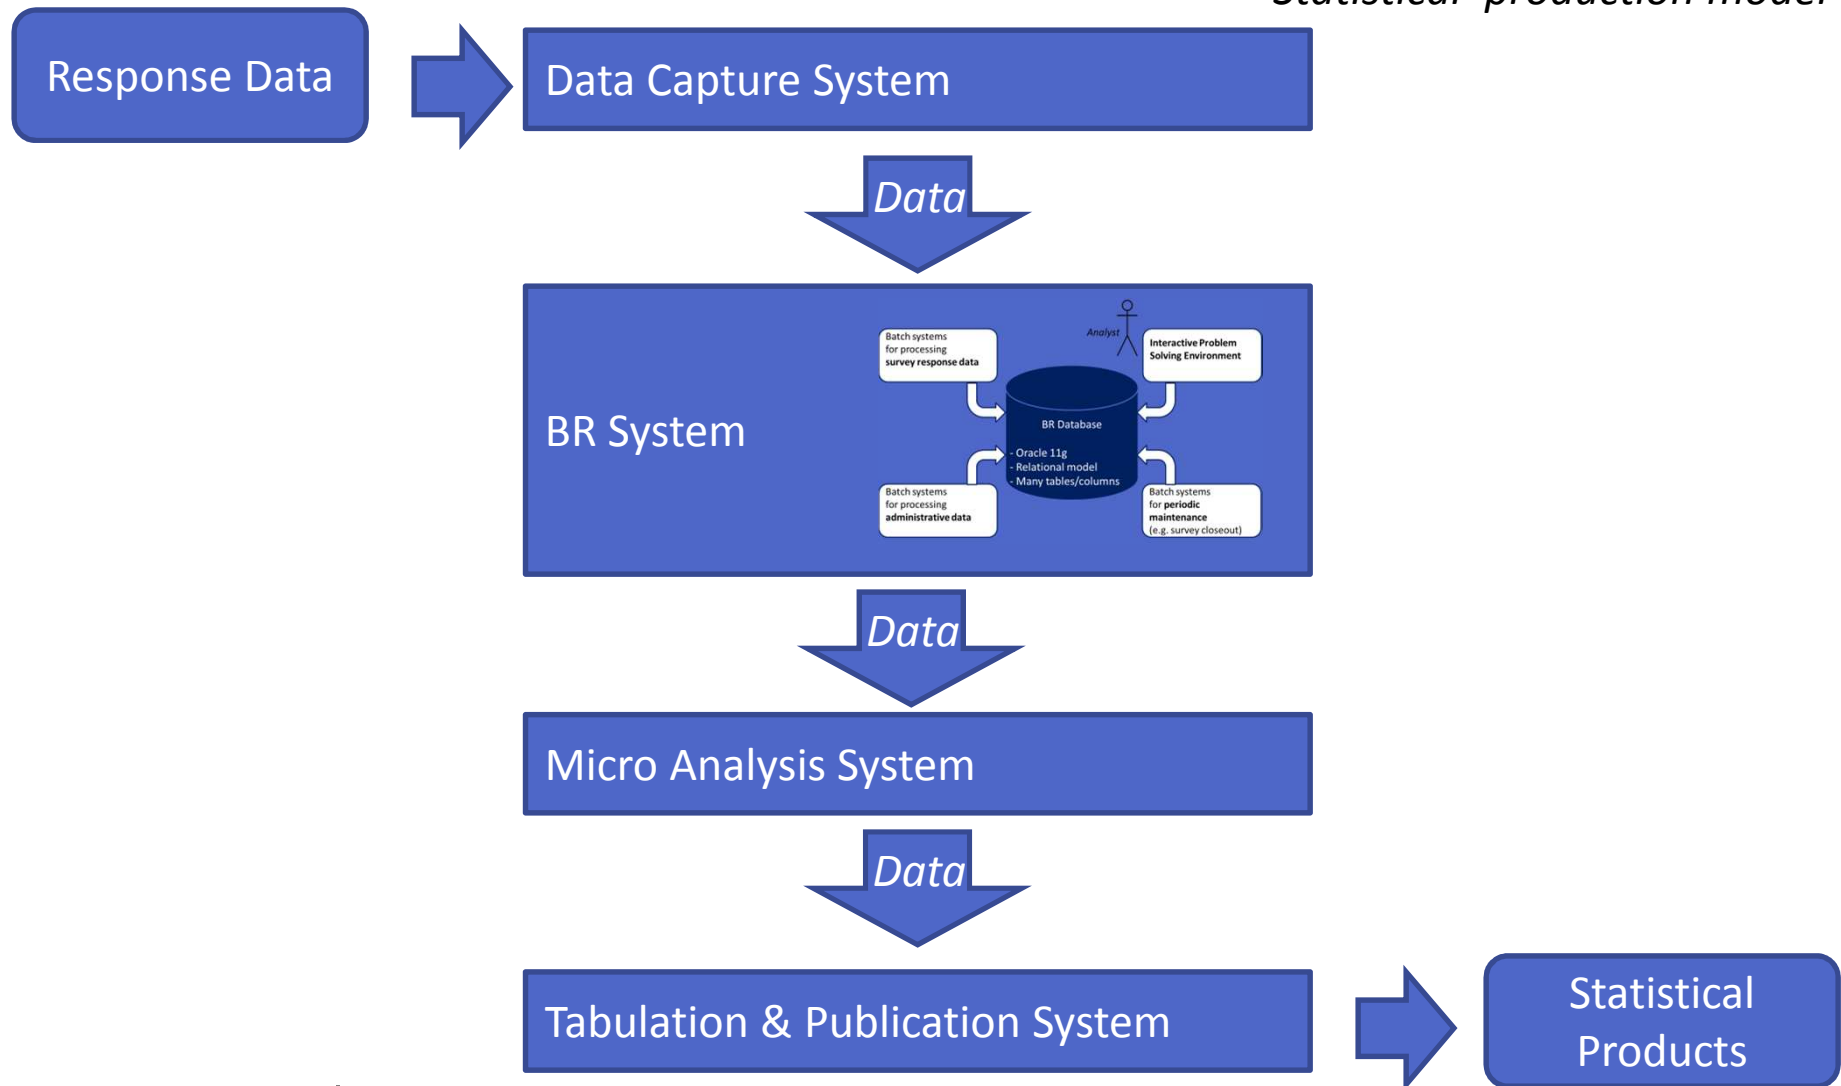 Statistical production model
Response Data
Data Capture System
Data
BR System
Batch systems
for processing
survey response data
Analyst
Interactive Problem
Solving Environment
BR Database
- Oracle 11g
- Relational model
- Many tables/columns
Batch systems
for processing
administrative data
Batch systems
for periodic
maintenance
(e.g. survey closeout)
Data
Micro Analysis System
Data
Tabulation & Publication System
Statistical
Products